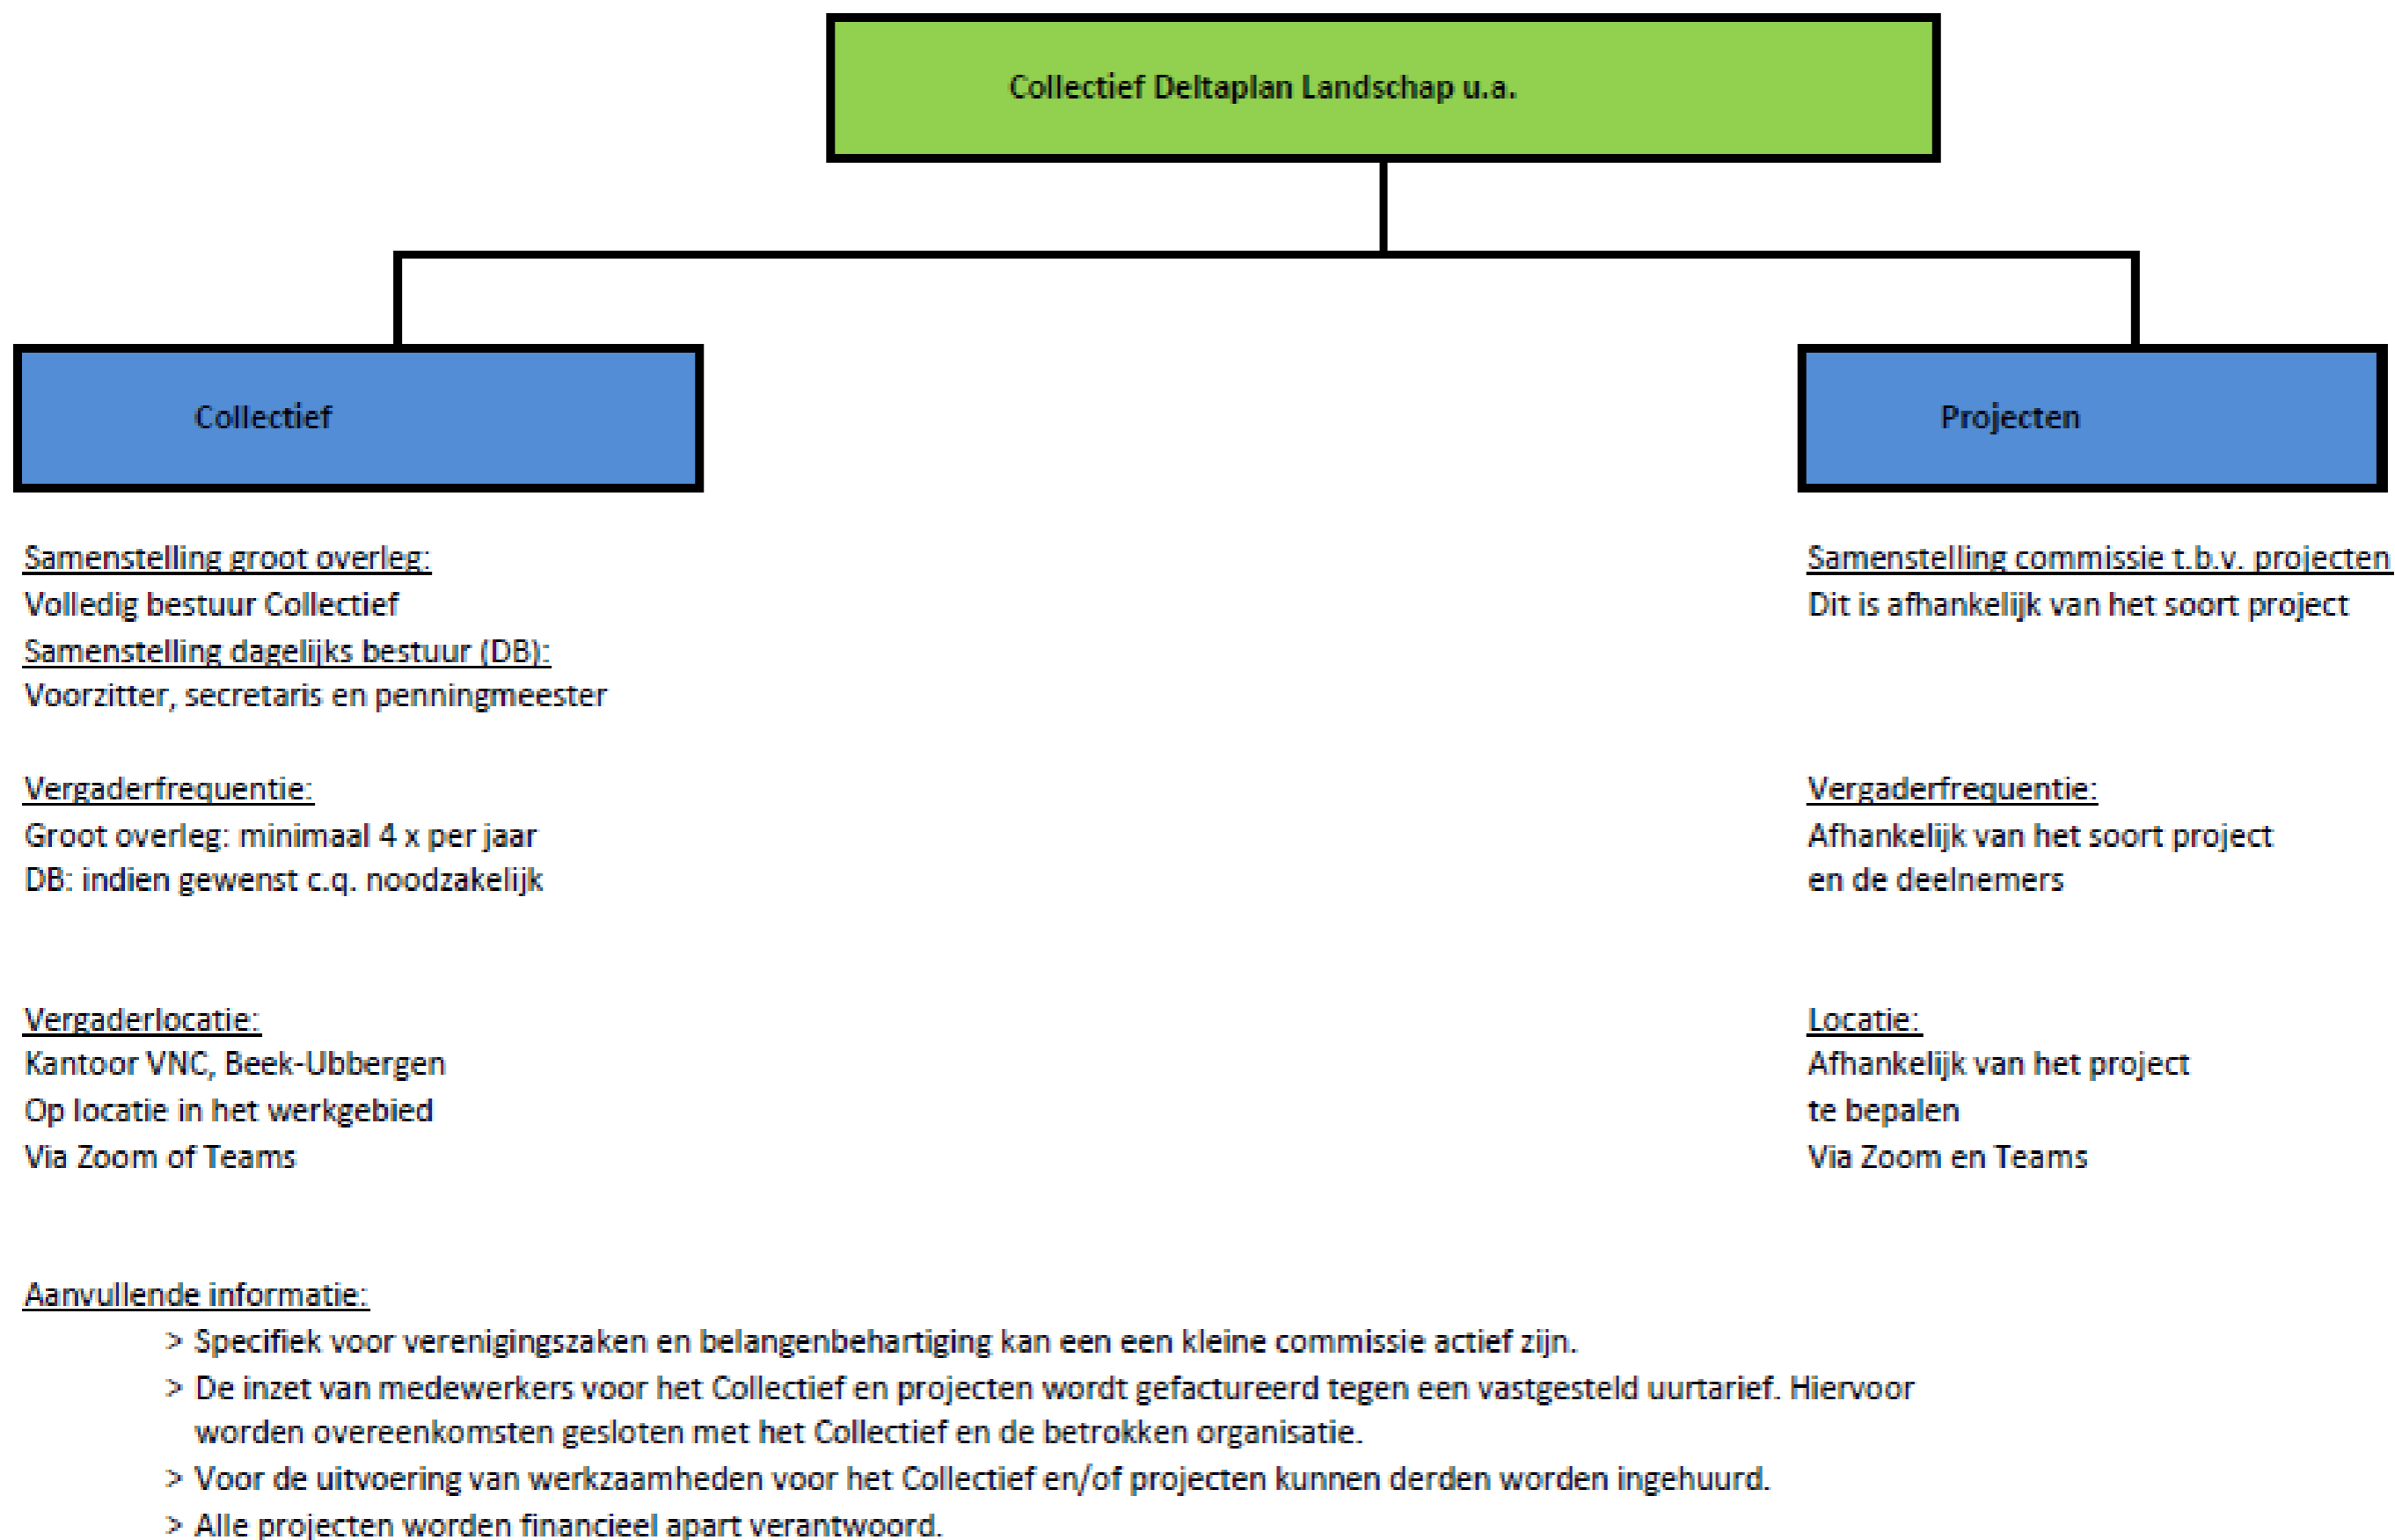 Collectief Deltaplan Landschap u.a.
Collectief
Projecten
Samenstelling groot overleg:
Volledig bestuur Collectief
Samenstelling dagelijks bestuur (DB):
Voorzitter, secretaris en penningmeester
Vergaderfrequentie:
Groot overleg: minimaal 4 x per jaar
DB: indien gewenst c.q. noodzakelijk
Vergaderlocatie:
Kantoor VNC, Beek-Ubbergen
Op locatie in het werkgebied
Via Zoom of Teams
Samenstelling commissie t.b.v. projecten
Dit is afhankelijk van het soort project
Vergaderfrequentie:
Afhankelijk van het soort project
en de deelnemers
Locatie:
Afhankelijk van het project
te bepalen
Via Zoom en Teams
Aanvullende informatie:
> Specifiek voor verenigingszaken en belangenbehartiging kan een een kleine commissie actief zijn.
> De inzet van medewerkers voor het Collectief en projecten wordt gefactureerd tegen een vastgesteld uurtarief. Hiervoor
worden overeenkomsten gesloten met het Collectief en de betrokken organisatie.
> Voor de uitvoering van werkzaamheden voor het Collectief en/of projecten kunnen derden worden ingehuurd.
> Alle projecten worden financieel apart verantwoord.